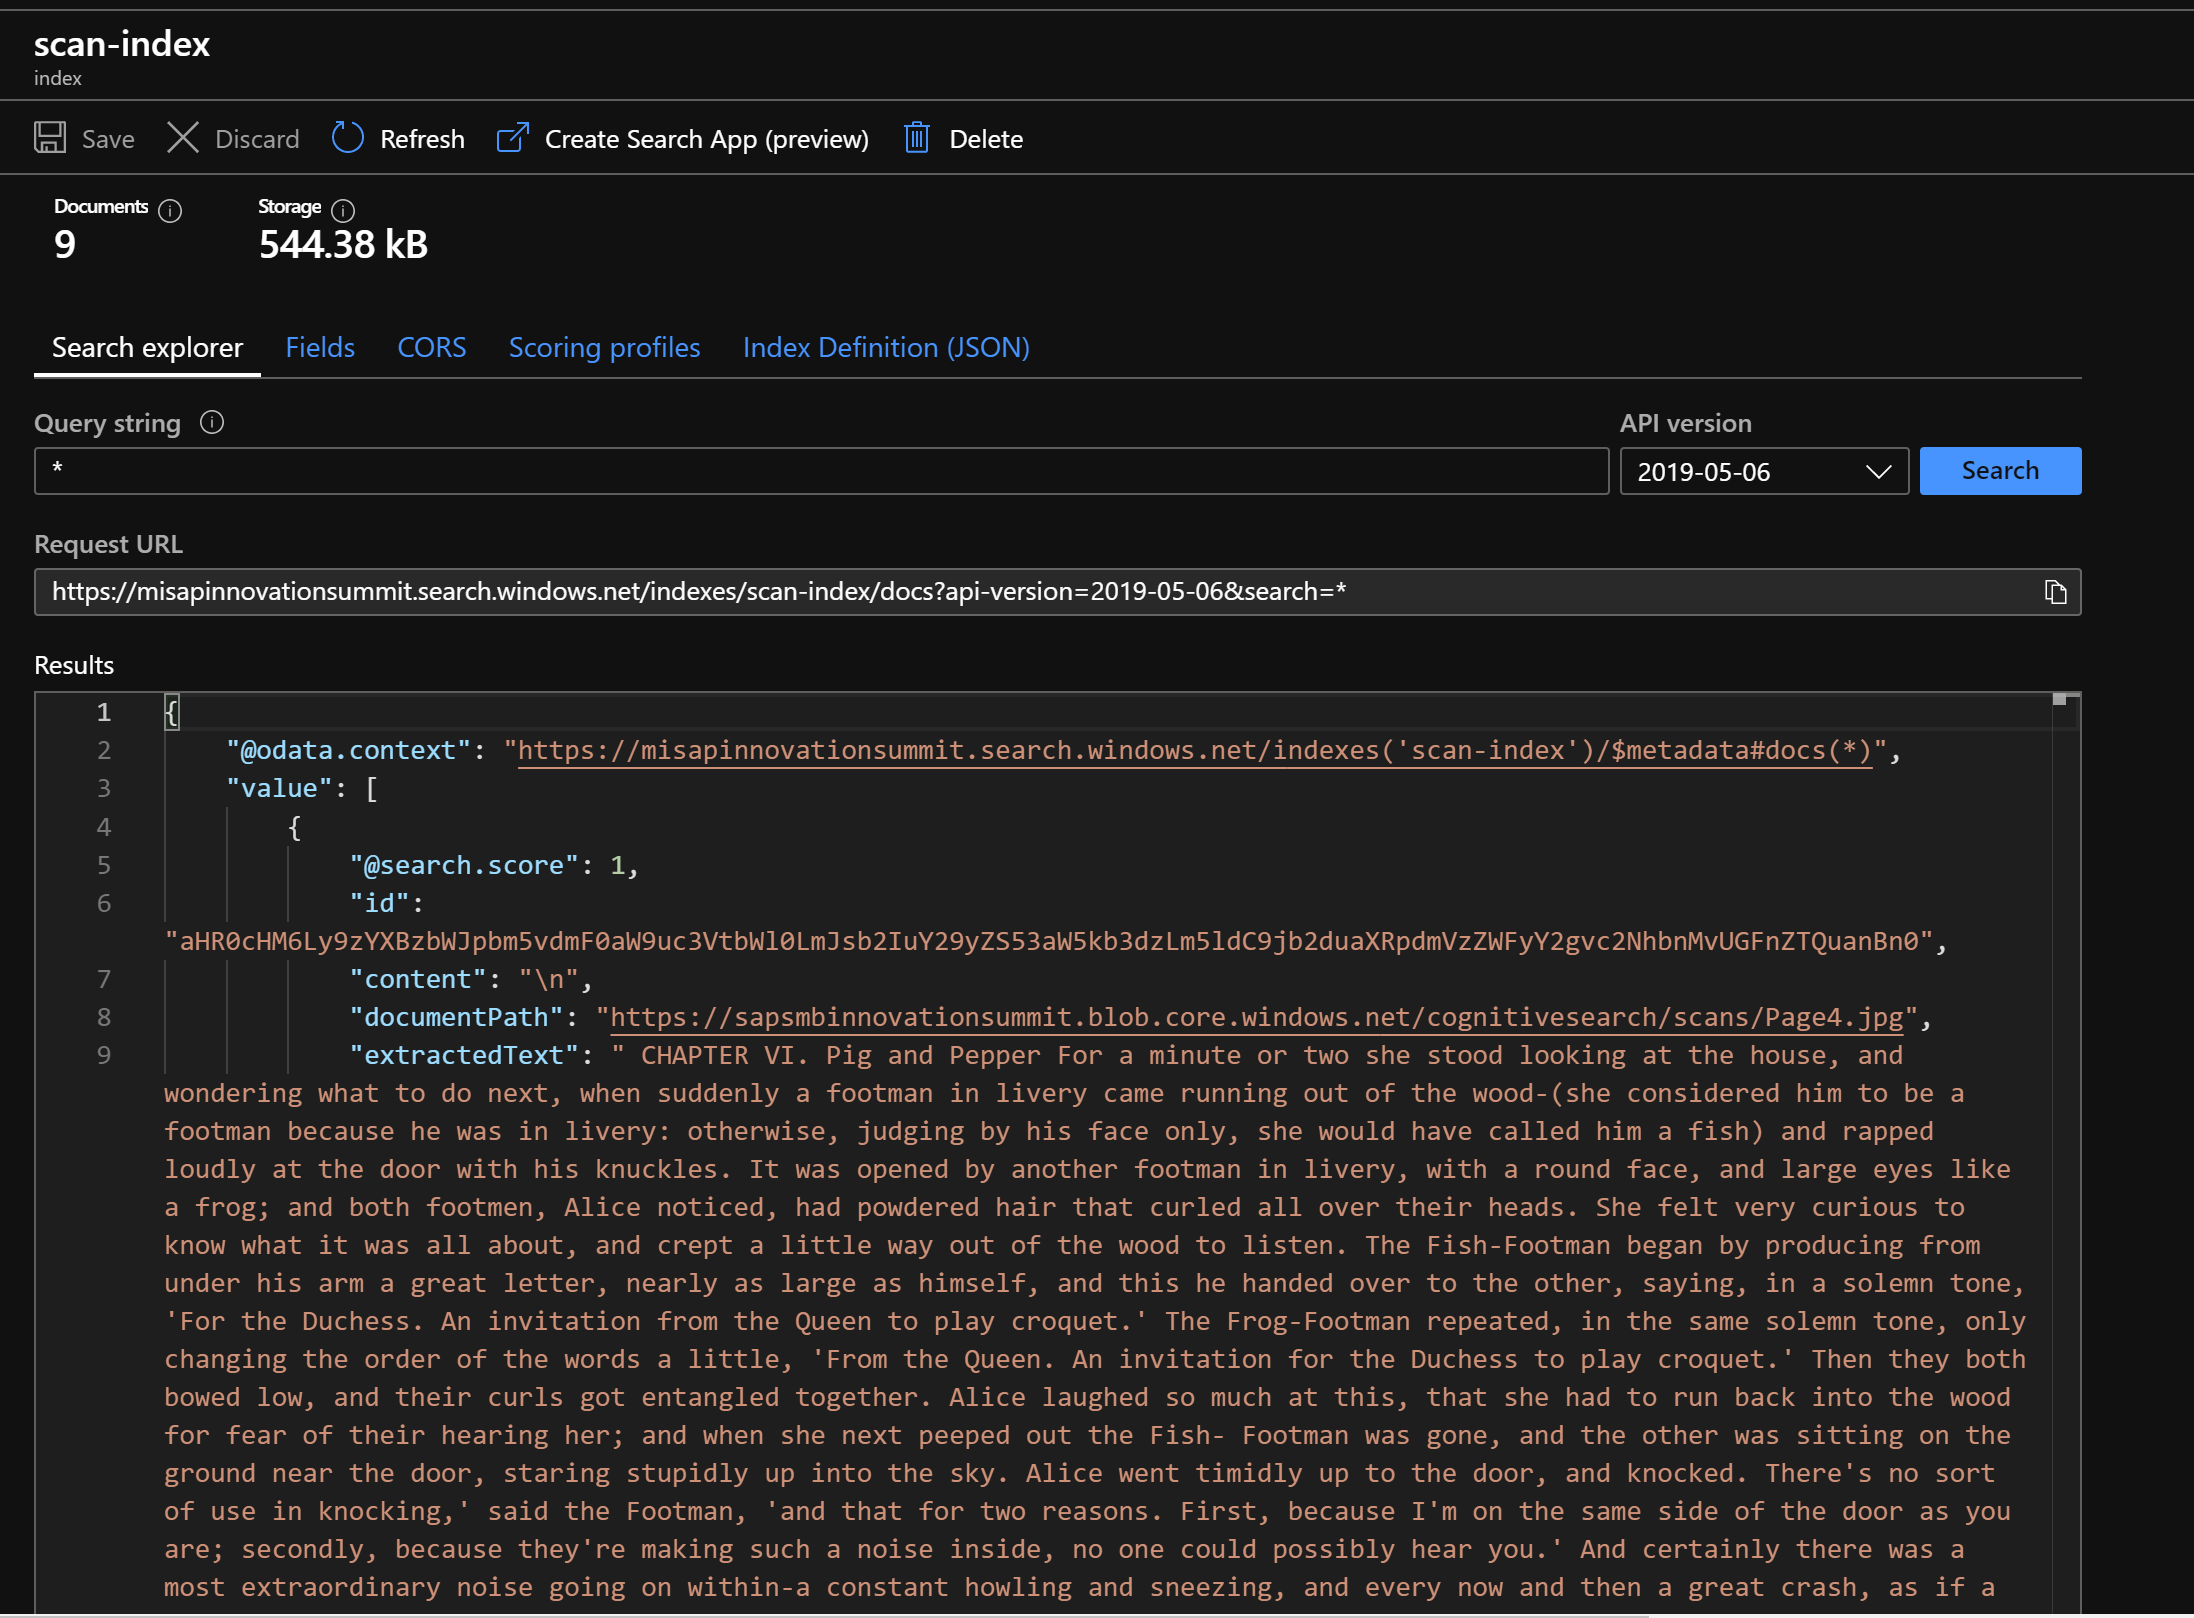 scan-index
index
Save Discard Refresh Create Search App (preview) Delete
Documents Storage
9 544.38 kB
Search explorer Fields CORS Scoring profiles Index Definition (JSON)
Query string API version
* 2019-05-06 Search
Request URL
https://misapinnovationsummit.search.windows.net/indexes/scan-index/docs?api-version=2019-05-06&search=*
Results
1 {
2 "@odata.context": "https://misapinnovationsummit.search.windows.net/indexes('scan-index')/$metadata#docs(*)",
3 "value": [
4 {
5 "@search.score": 1,
6 "id":
"aHR0cHM6Ly9zYXBzbWJpbm5vdmF0aW9uc3VtbWl0LmJsb2IuY29yZS53aW5kb3dzLm5ldC9jb2duaXRpdmVzZWFyY2gvc2NhbnMvUGFnZTQuanBn0",
7 "content": "\n",
8 "documentPath": "https://sapsmbinnovationsummit.blob.core.windows.net/cognitivesearch/scans/Page4.jpg",
9 "extractedText": " CHAPTER VI. Pig and Pepper For a minute or two she stood looking at the house, and
wondering what to do next, when suddenly a footman in livery came running out of the wood-(she considered him to be a
footman because he was in livery: otherwise, judging by his face only, she would have called him a fish) and rapped
loudly at the door with his knuckles. It was opened by another footman in livery, with a round face, and large eyes like
a frog; and both footmen, Alice noticed, had powdered hair that curled all over their heads. She felt very curious to
know what it was all about, and crept a little way out of the wood to listen. The Fish-Footman began by producing from
under his arm a great letter, nearly as large as himself, and this he handed over to the other, saying, in a solemn tone,
'For the Duchess. An invitation from the Queen to play croquet.' The Frog-Footman repeated, in the same solemn tone, only
changing the order of the words a little, 'From the Queen. An invitation for the Duchess to play croquet.' Then they both
bowed low, and their curls got entangled together. Alice laughed so much at this, that she had to run back into the wood
for fear of their hearing her; and when she next peeped out the Fish- Footman was gone, and the other was sitting on the
ground near the door, staring stupidly up into the sky. Alice went timidly up to the door, and knocked. There's no sort
of use in knocking,' said the Footman, 'and that for two reasons. First, because I'm on the same side of the door as you
are; secondly, because they're making such a noise inside, no one could possibly hear you.' And certainly there was a
most extraordinary noise going on within-a constant howling and sneezing, and every now and then a great crash, as if a